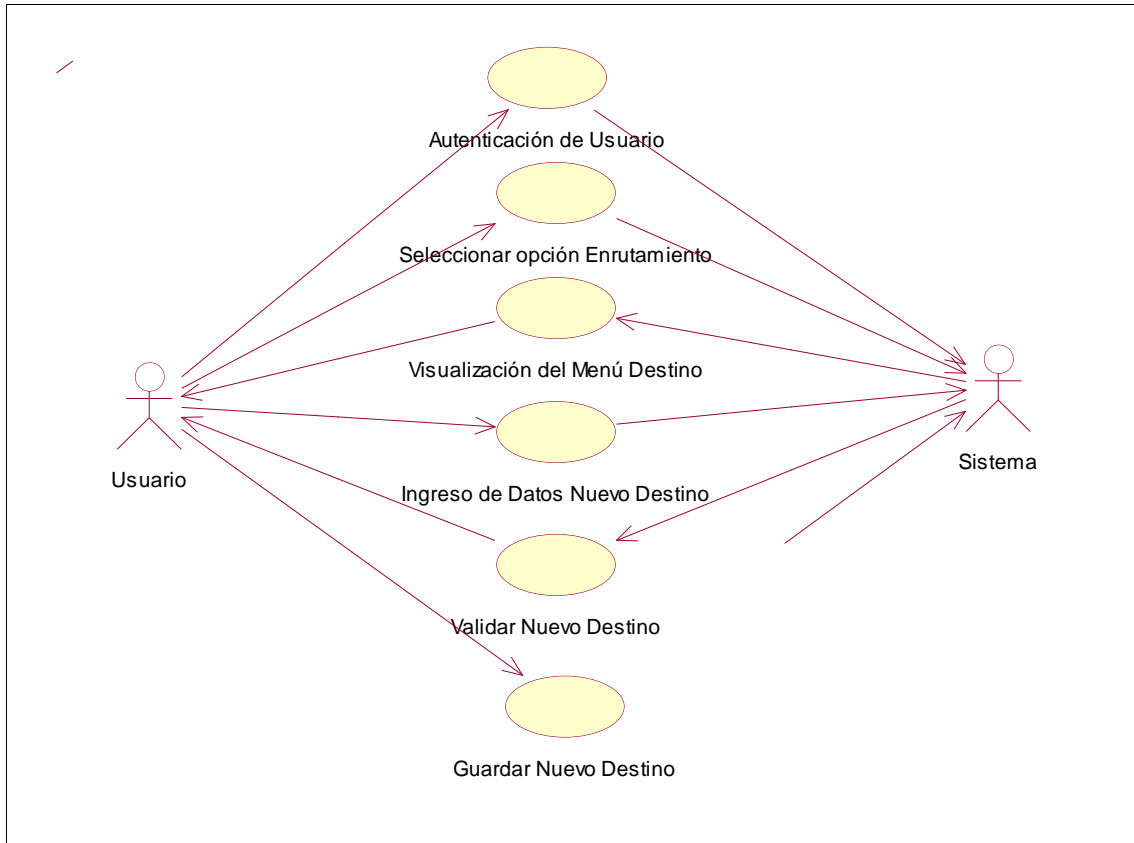 Autenticación de Usuario
Seleccionar opción Enrutamiento
Visualización del Menú Destino
Usuario
Sistema
Ingreso de Datos Nuevo Destino
Validar Nuevo Destino
Guardar Nuevo Destino